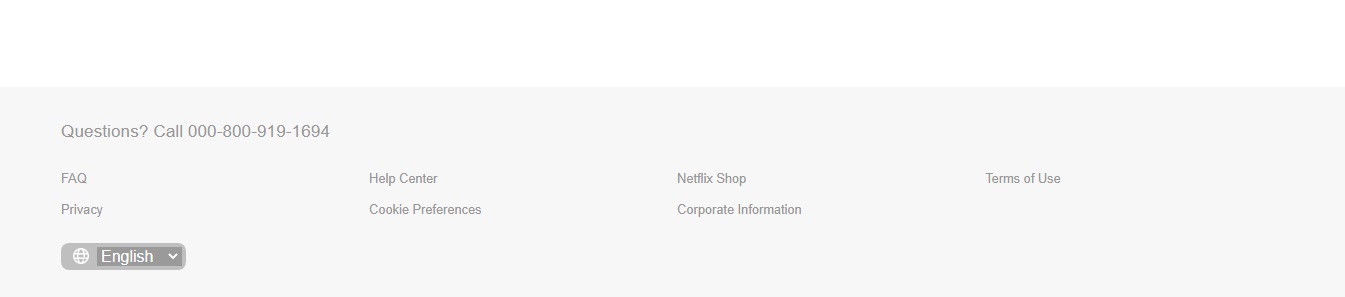 Questions? Call 000-800-919-1694
FAQ Help Center Netflix Shop Terms of Use
Privacy Cookie Preferences Corporate Information
English